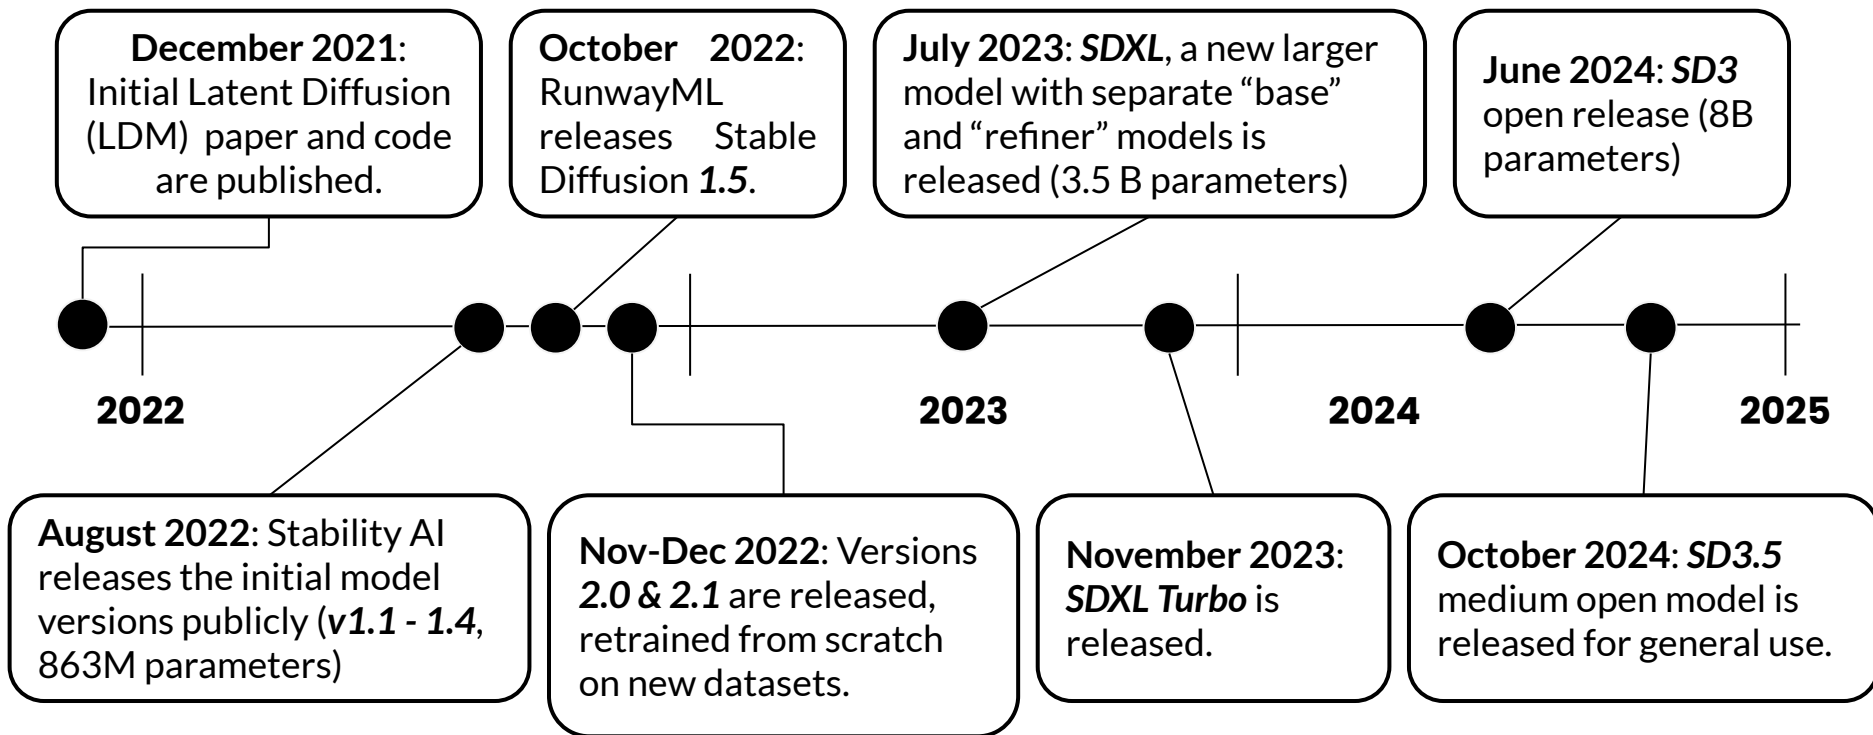 December 2021:
Initial Latent Diffusion
(LDM) paper and code
are published.
October 2022:
RunwayML
releases Stable
Diffusion 1.5.
July 2023: SDXL, a new larger
model with separate “base”
and “refiner” models is
released (3.5 B parameters)
June 2024: SD3
open release (8B
parameters)
2022
2023
2024
2025
August 2022: Stability AI
releases the initial model
versions publicly (v1.1 - 1.4,
863M parameters)
Nov-Dec 2022: Versions
2.0 & 2.1 are released,
retrained from scratch
on new datasets.
November 2023:
SDXL Turbo is
released.
October 2024: SD3.5
medium open model is
released for general use.